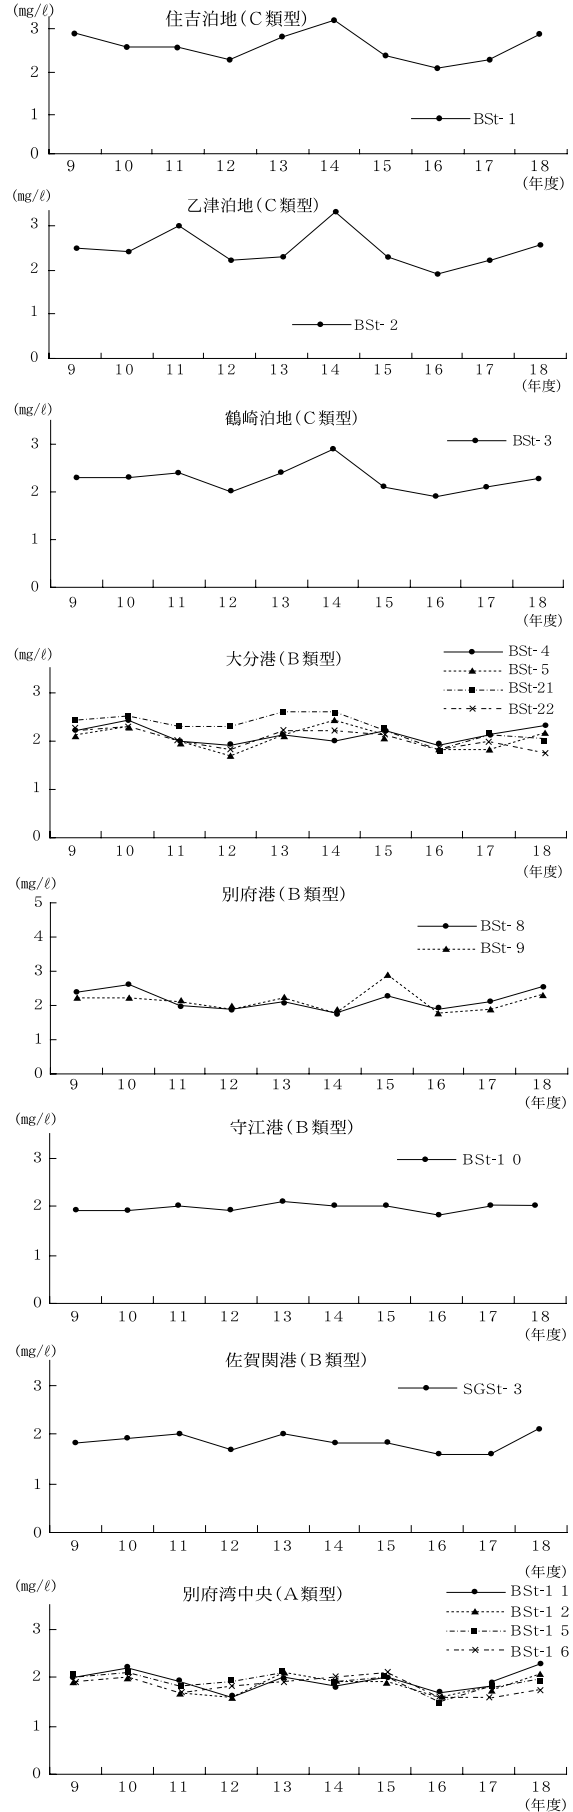 (mg/ℓ)
住吉泊地(C類型)
3
2
1
0
BSt-1
9 10 11 12 13 14 15 16 17 18
(年度)
(mg/ℓ)
乙津泊地(C類型)
3
2
1
0
BSt-2
9 10 11 12 13 14 15 16 17 18
(年度)
(mg/ℓ)
鶴崎泊地(C類型)
BSt-3
3
2
1
0
9 10 11 12 13 14 15 16 17 18
(年度)
(mg/ℓ)
大分港(B類型)
BSt-4
BSt-5
BSt-21
BSt-22
3
2
1
0
9 10 11 12 13 14 15 16 17 18
(年度)
(mg/ℓ)
別府港(B類型)
BSt-8
BSt-9
5
4
3
2
1
0
9 10 11 12 13 14 15 16 17 18
(年度)
(mg/ℓ)
守江港(B類型)
BSt-10
3
2
1
0
9 10 11 12 13 14 15 16 17 18
(年度)
(mg/ℓ)
佐賀関港(B類型)
SGSt-3
3
2
1
0
9 10 11 12 13 14 15 16 17 18
(年度)
(mg/ℓ)
別府湾中央(A類型)
BSt-11
BSt-12
BSt-15
BSt-16
3
2
1
0
9 10 11 12 13 14 15 16 17 18
(年度)